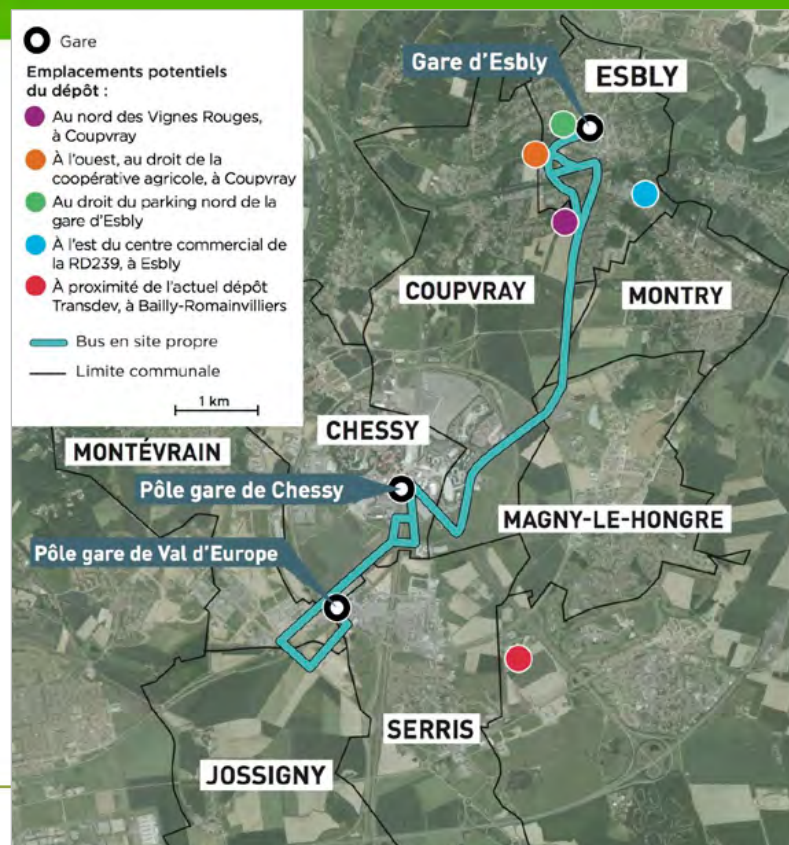 Gare
Emplacements potentiels
du dépôt :
Au nord des Vignes Rouges,
à Coupvray
À l'ouest, au droit de la
coopérative agricole, à Coupvray
Au droit du parking nord de la
gare d'Esbly
À l'est du centre commercial de
la RD239, à Esbly
À proximité de l'actuel dépôt
Transdev, à Bailly-Romainvilliers
Bus en site propre
Limite communale
1 km
Gare d'Esbly
ESBLY
COUPVRAY
MONTRY
CHESSY
MONTÉVRAIN
Pôle gare de Chessy
MAGNY-LE-HONGRE
Pôle gare de Val d'Europe
SERRIS
JOSSIGNY